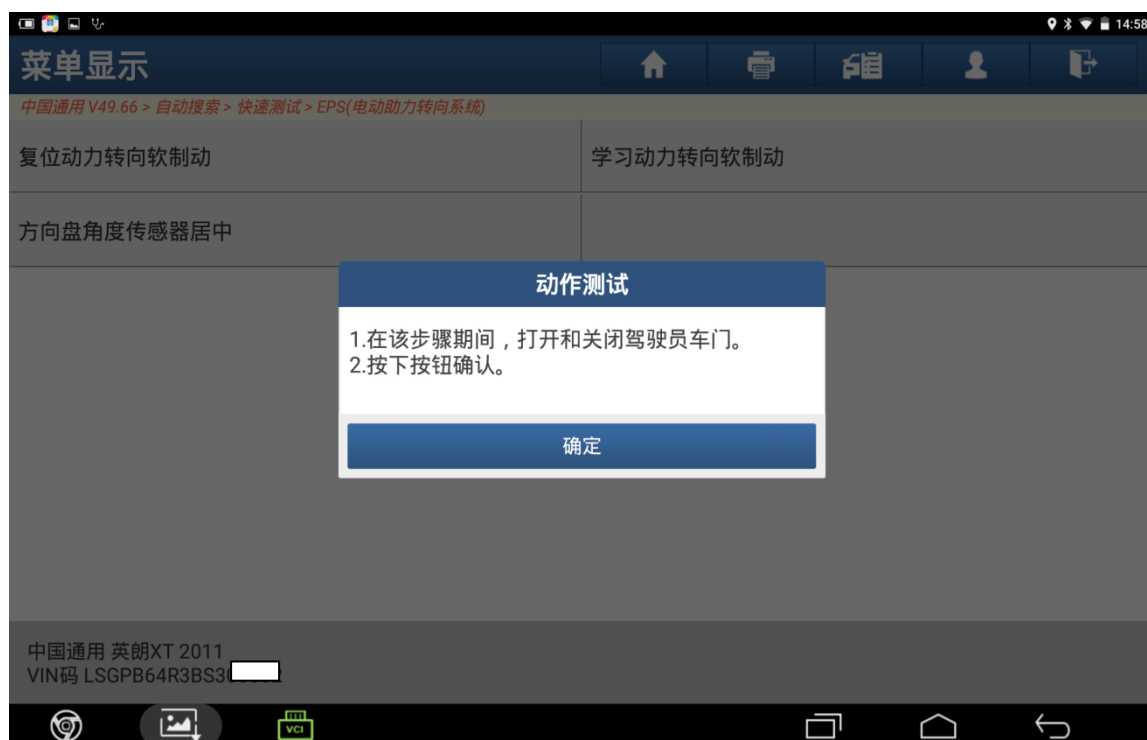 14:58
菜单显示
中国通用 V49.66 > 自动搜索 > 快速测试 > EPS(电动助力转向系统)
复位动力转向软制动
学习动力转向软制动
方向盘角度传感器居中
动作测试
1.在该步骤期间，打开和关闭驾驶员车门。
2.按下按钮确认。
确定
中国通用 英朗XT 2011
VIN码 LSGPB64R3BS3
VCI